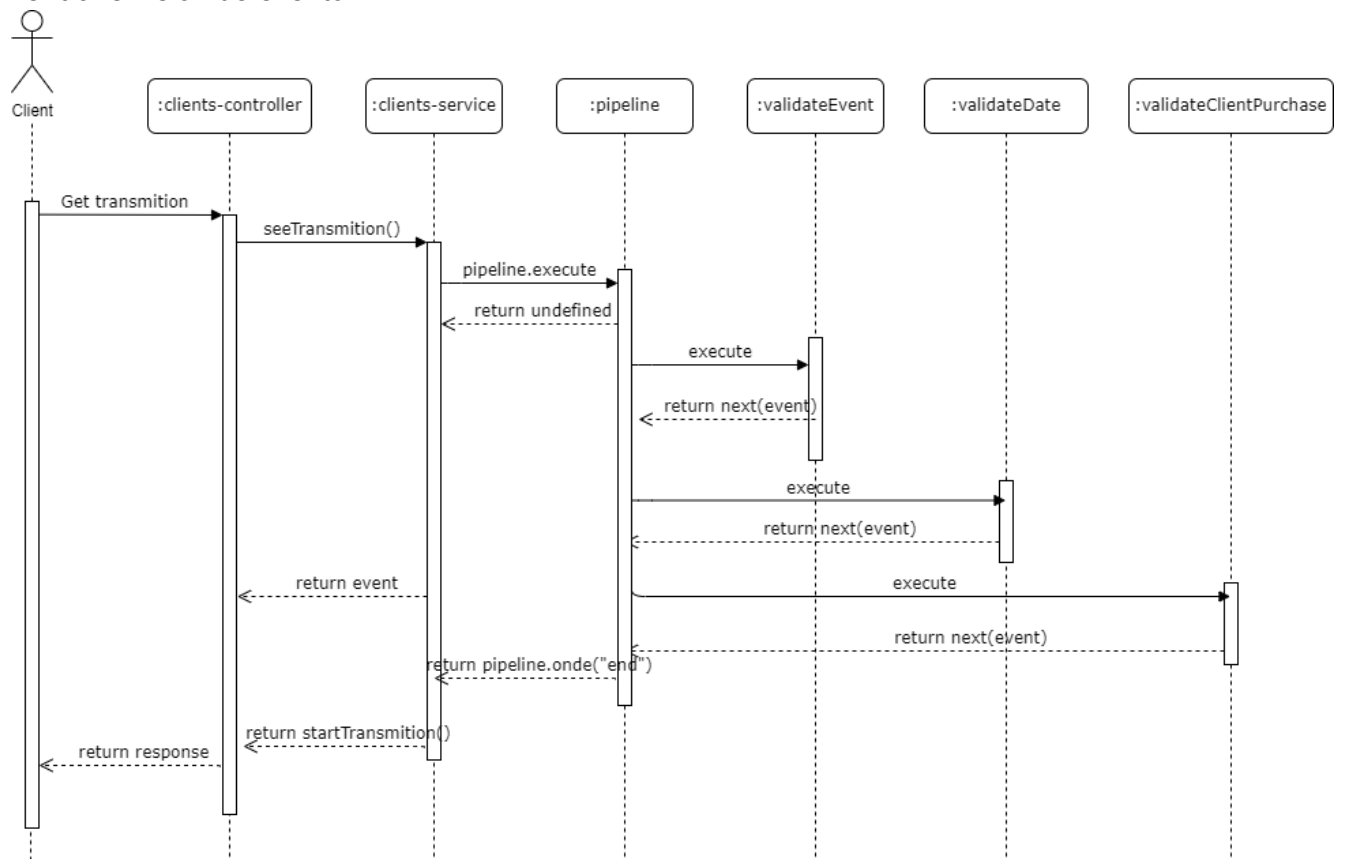 Client
:clients-controller
:clients-service
:pipeline
:validateEvent
:validateDate
:validateClientPurchase
Get transmition
seeTransmition()
pipeline.execute
return undefined
execute
return next(event)
execute
return next(event)
return event
execute
return next(event)
return pipeline.onde("end")
return startTransmition()
return response